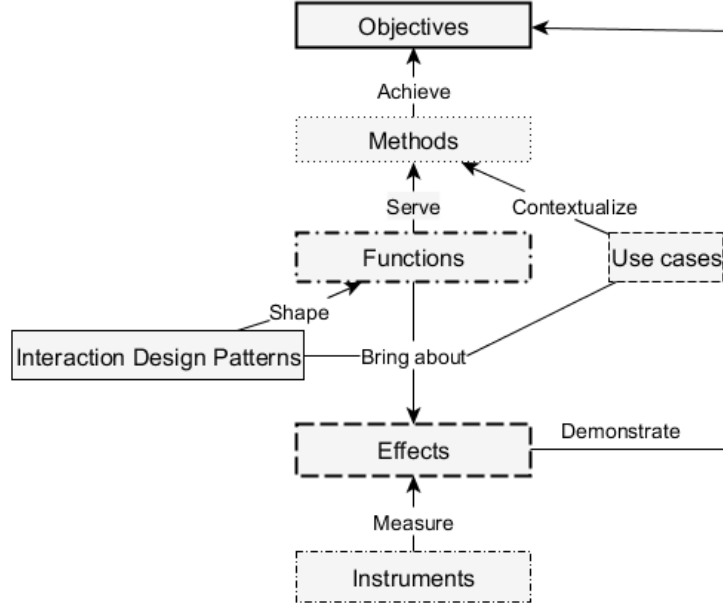 Objectives
Achieve
Methods
Serve
Contextualize
Functions
Use cases
Shape
Interaction Design Patterns
Bring about
Demonstrate
Effects
Measure
Instruments